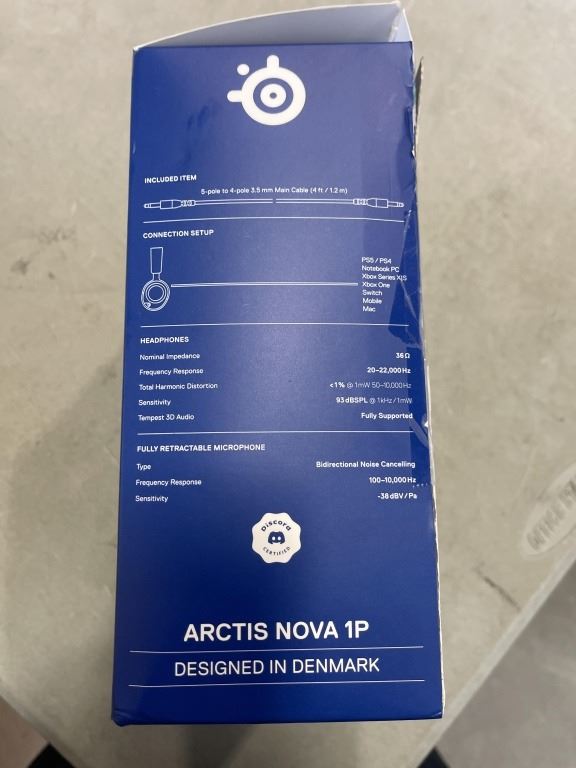 INCLUDED ITEM
5-pole to 4-pole 3.5 mm Main Cable (4 ft / 1.2 m)
CONNECTION SETUP
PS5 / PS4
Notebook PC
Xbox Series X|S
Xbox One
Switch
Mobile
Mac
HEADPHONES
Nominal Impedance 36 Ω
Frequency Response 20–22,000 Hz
Total Harmonic Distortion <1% @ 1mW 50–10,000Hz
Sensitivity 93 dBSPL @ 1kHz / 1mW
Tempest 3D Audio Fully Supported
FULLY RETRACTABLE MICROPHONE
Type Bidirectional Noise Cancelling
Frequency Response 100–10,000 Hz
Sensitivity -38 dBV / Pa
Discord
CERTIFIED
ARCTIS NOVA 1P
DESIGNED IN DENMARK